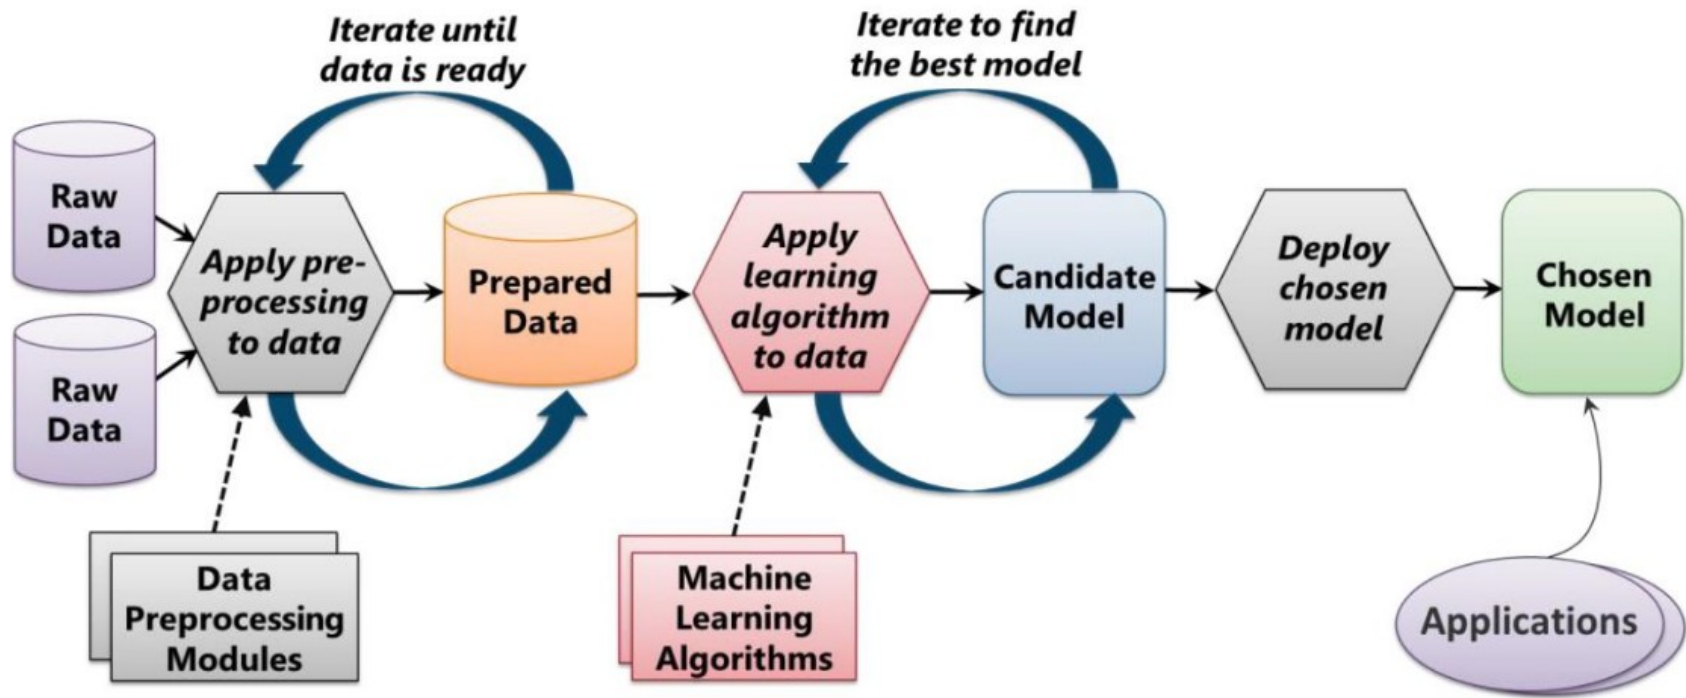 Iterate until
data is ready
Iterate to find
the best model
Raw
Data
Raw
Data
Apply pre-
processing
to data
Prepared
Data
Apply
learning
algorithm
to data
Candidate
Model
Deploy
chosen
model
Chosen
Model
Data
Preprocessing
Modules
Machine
Learning
Algorithms
Applications